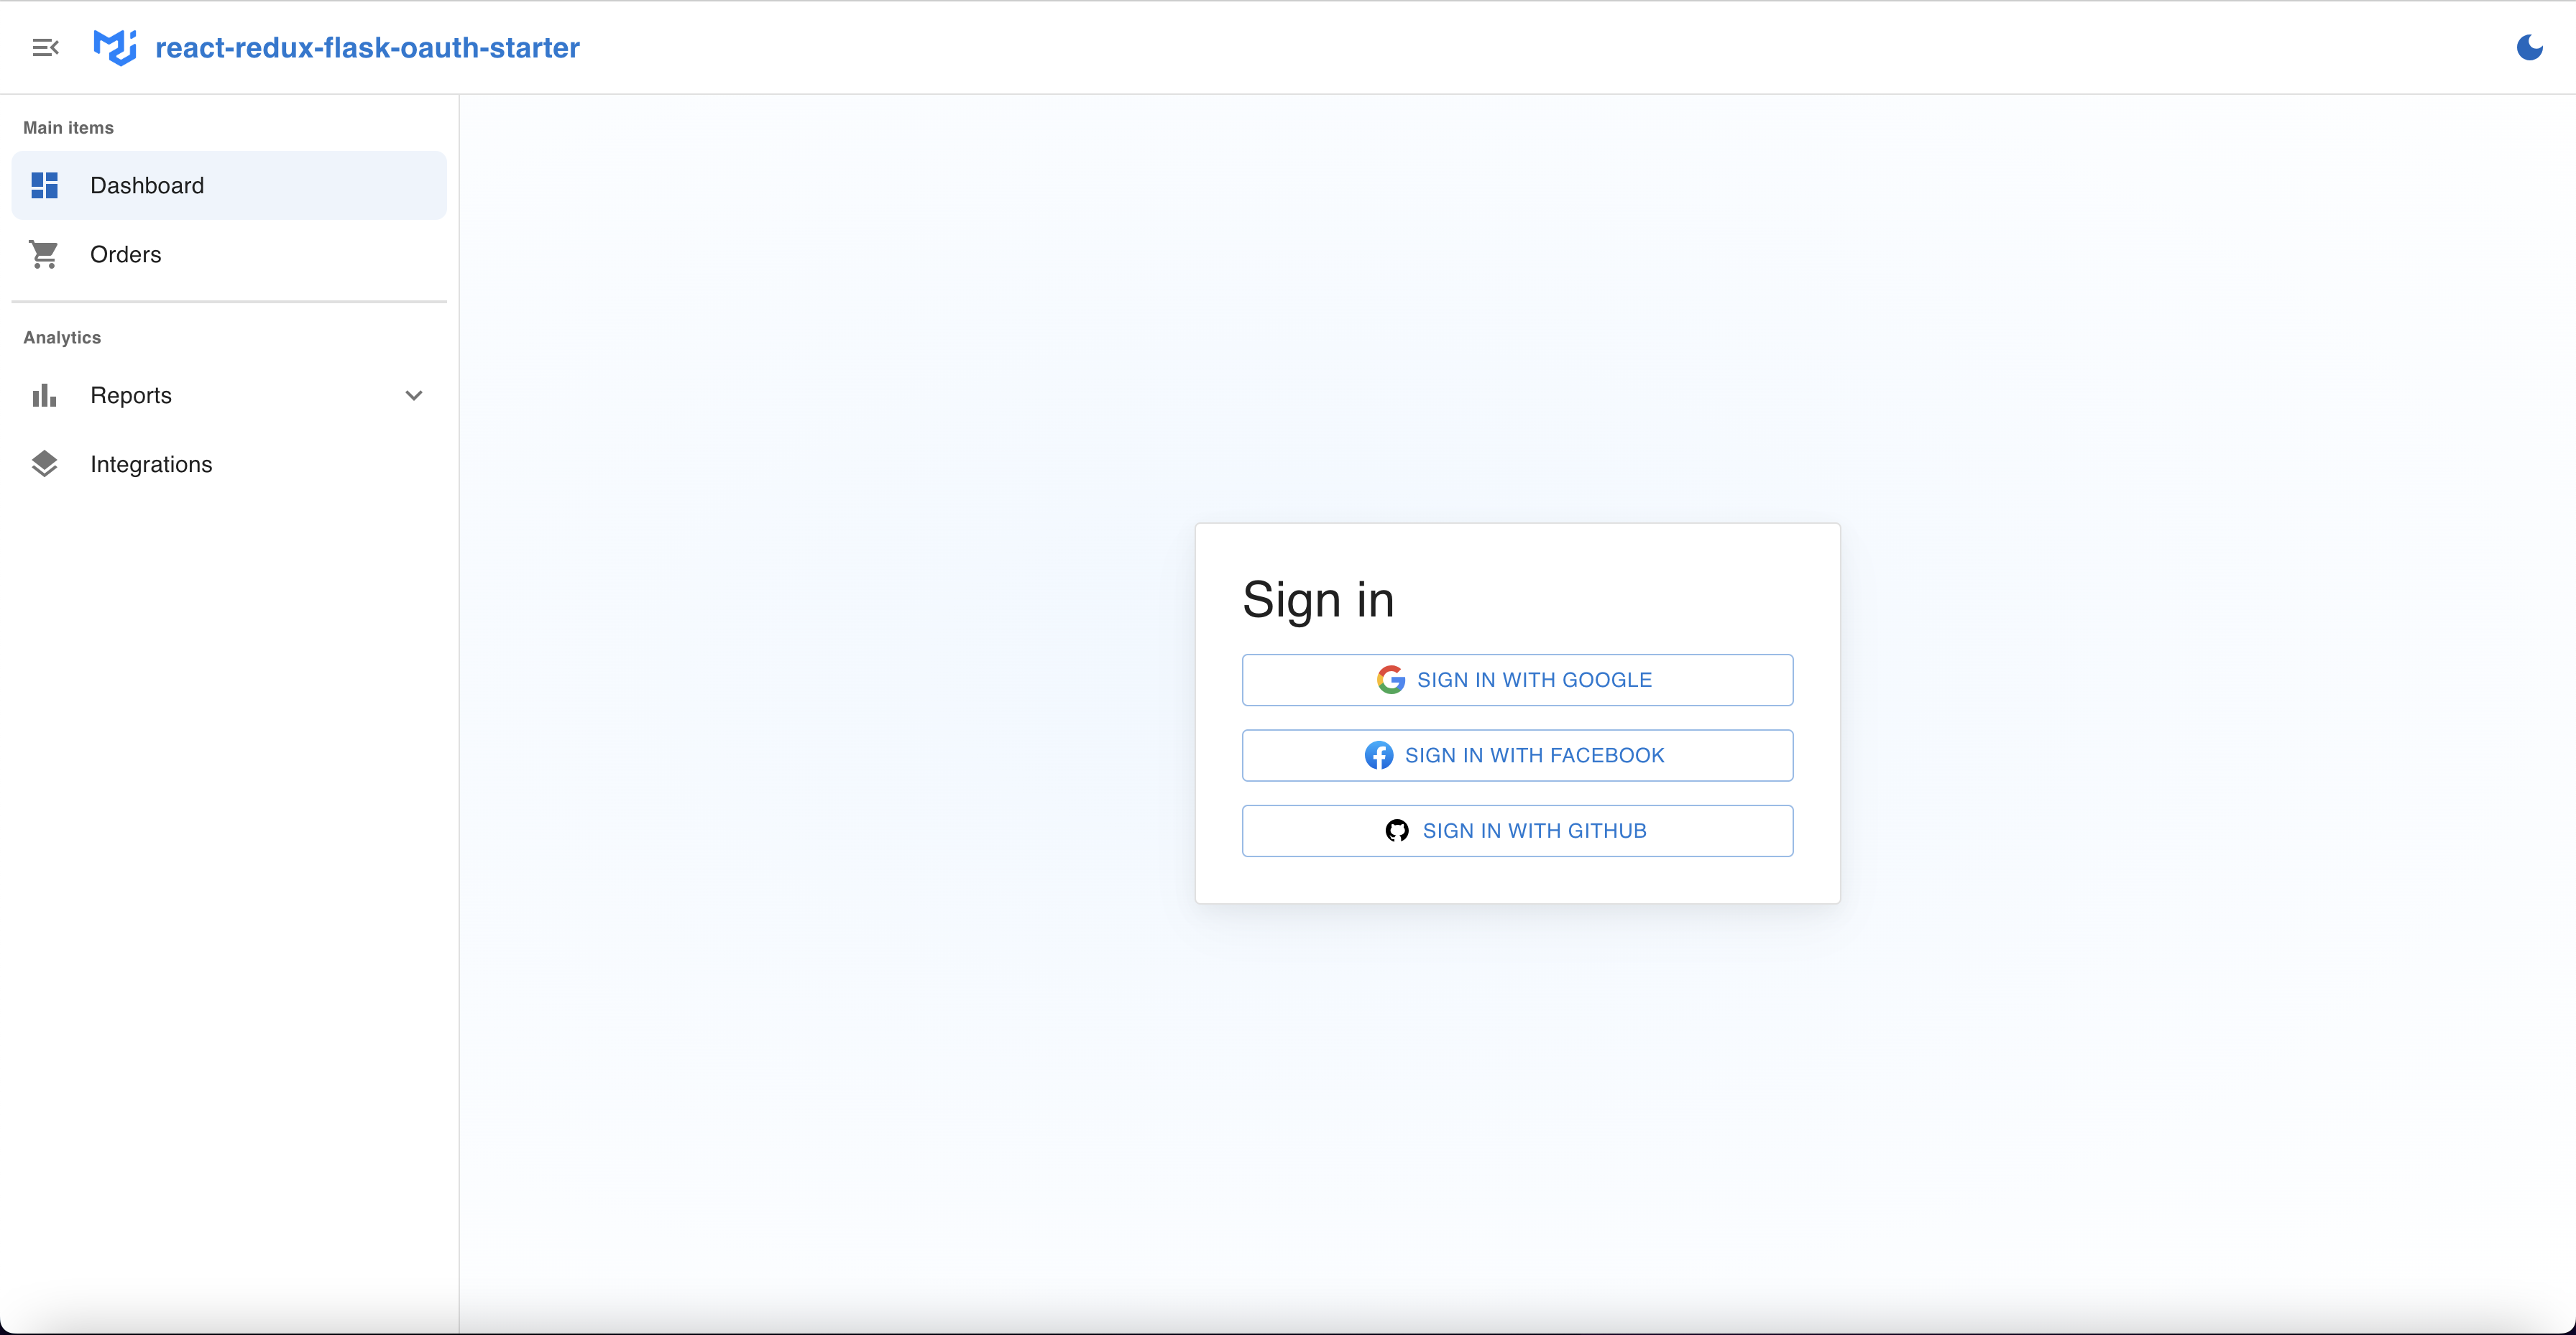 react-redux-flask-oauth-starter
Main items
Dashboard
Orders
Analytics
Reports
Integrations
Sign in
SIGN IN WITH GOOGLE
SIGN IN WITH FACEBOOK
SIGN IN WITH GITHUB